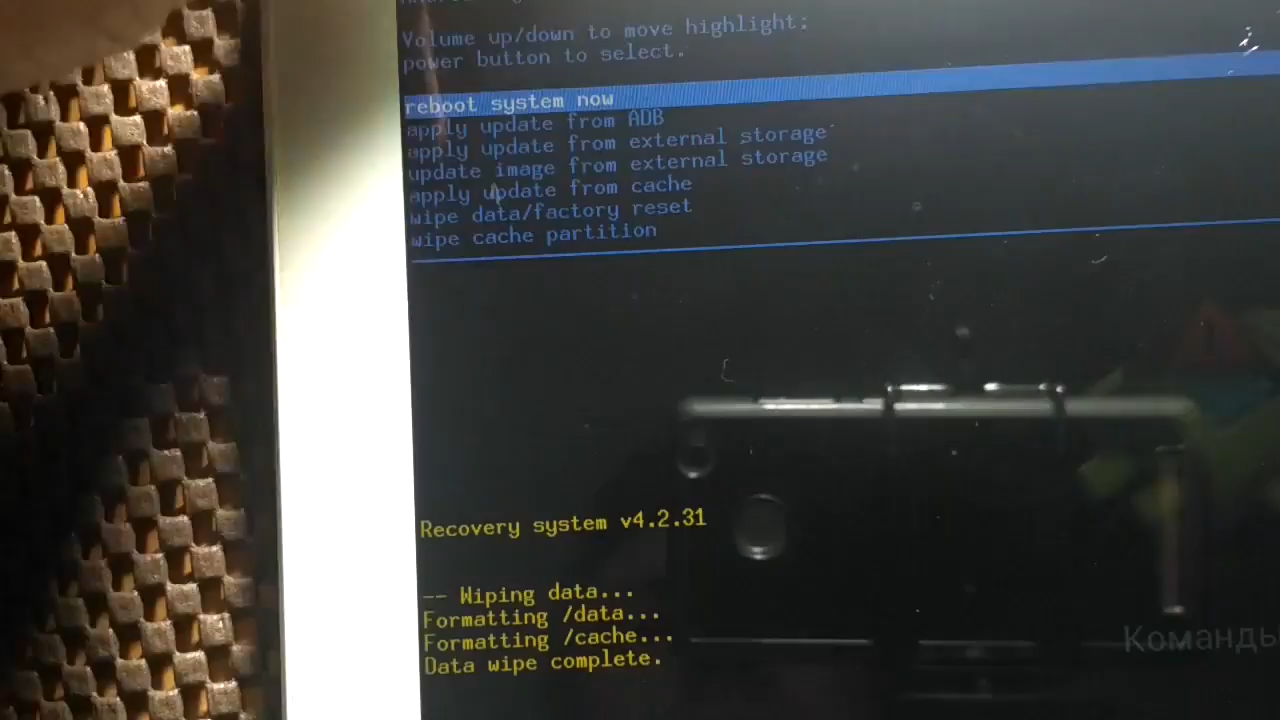 Volume up/down to move highlight;
power button to select.
reboot system now
apply update from ADB
apply update from external storage
update image from external storage
apply update from cache
wipe data/factory reset
wipe cache partition
Recovery system v4.2.31
-- Wiping data...
Formatting /data...
Formatting /cache...
Data wipe complete.